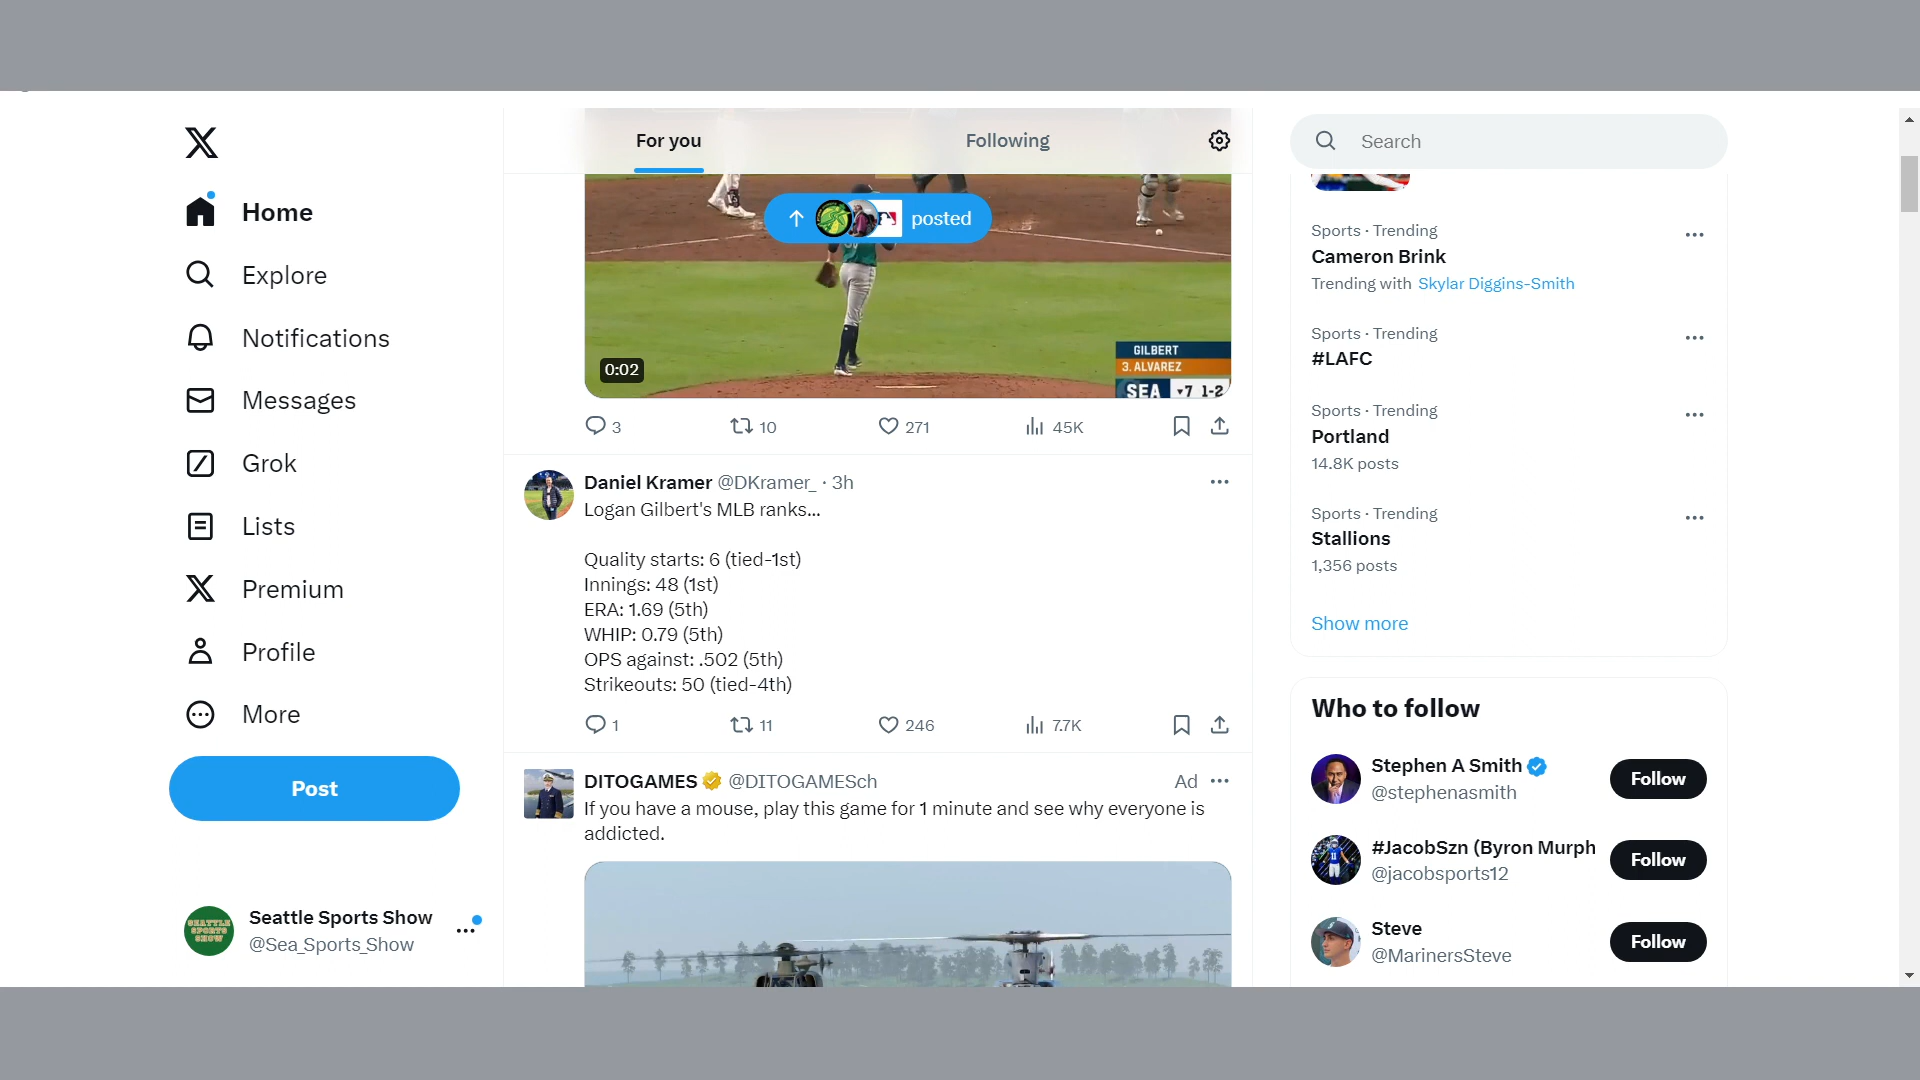 For you
Following
Search
posted
Home
Explore
Notifications
Messages
Grok
Lists
Premium
Profile
More
Post
Seattle Sports Show
@Sea_Sports_Show
SEATTLE
SPORTS
SHOW
0:02
GILBERT
3. ALVAREZ
SEA ▾7 1-2
3 10 271 45K
Daniel Kramer @DKramer_ · 3h
Logan Gilbert's MLB ranks...
Quality starts: 6 (tied-1st)
Innings: 48 (1st)
ERA: 1.69 (5th)
WHIP: 0.79 (5th)
OPS against: .502 (5th)
Strikeouts: 50 (tied-4th)
1 11 246 7.7K
DITOGAMES @DITOGAMESch Ad
If you have a mouse, play this game for 1 minute and see why everyone is
addicted.
Sports · Trending
Cameron Brink
Trending with Skylar Diggins-Smith
Sports · Trending
#LAFC
Sports · Trending
Portland
14.8K posts
Sports · Trending
Stallions
1,356 posts
Show more
Who to follow
Stephen A Smith
@stephenasmith
Follow
#JacobSzn (Byron Murph
@jacobsports12
Follow
Steve
@MarinersSteve
Follow